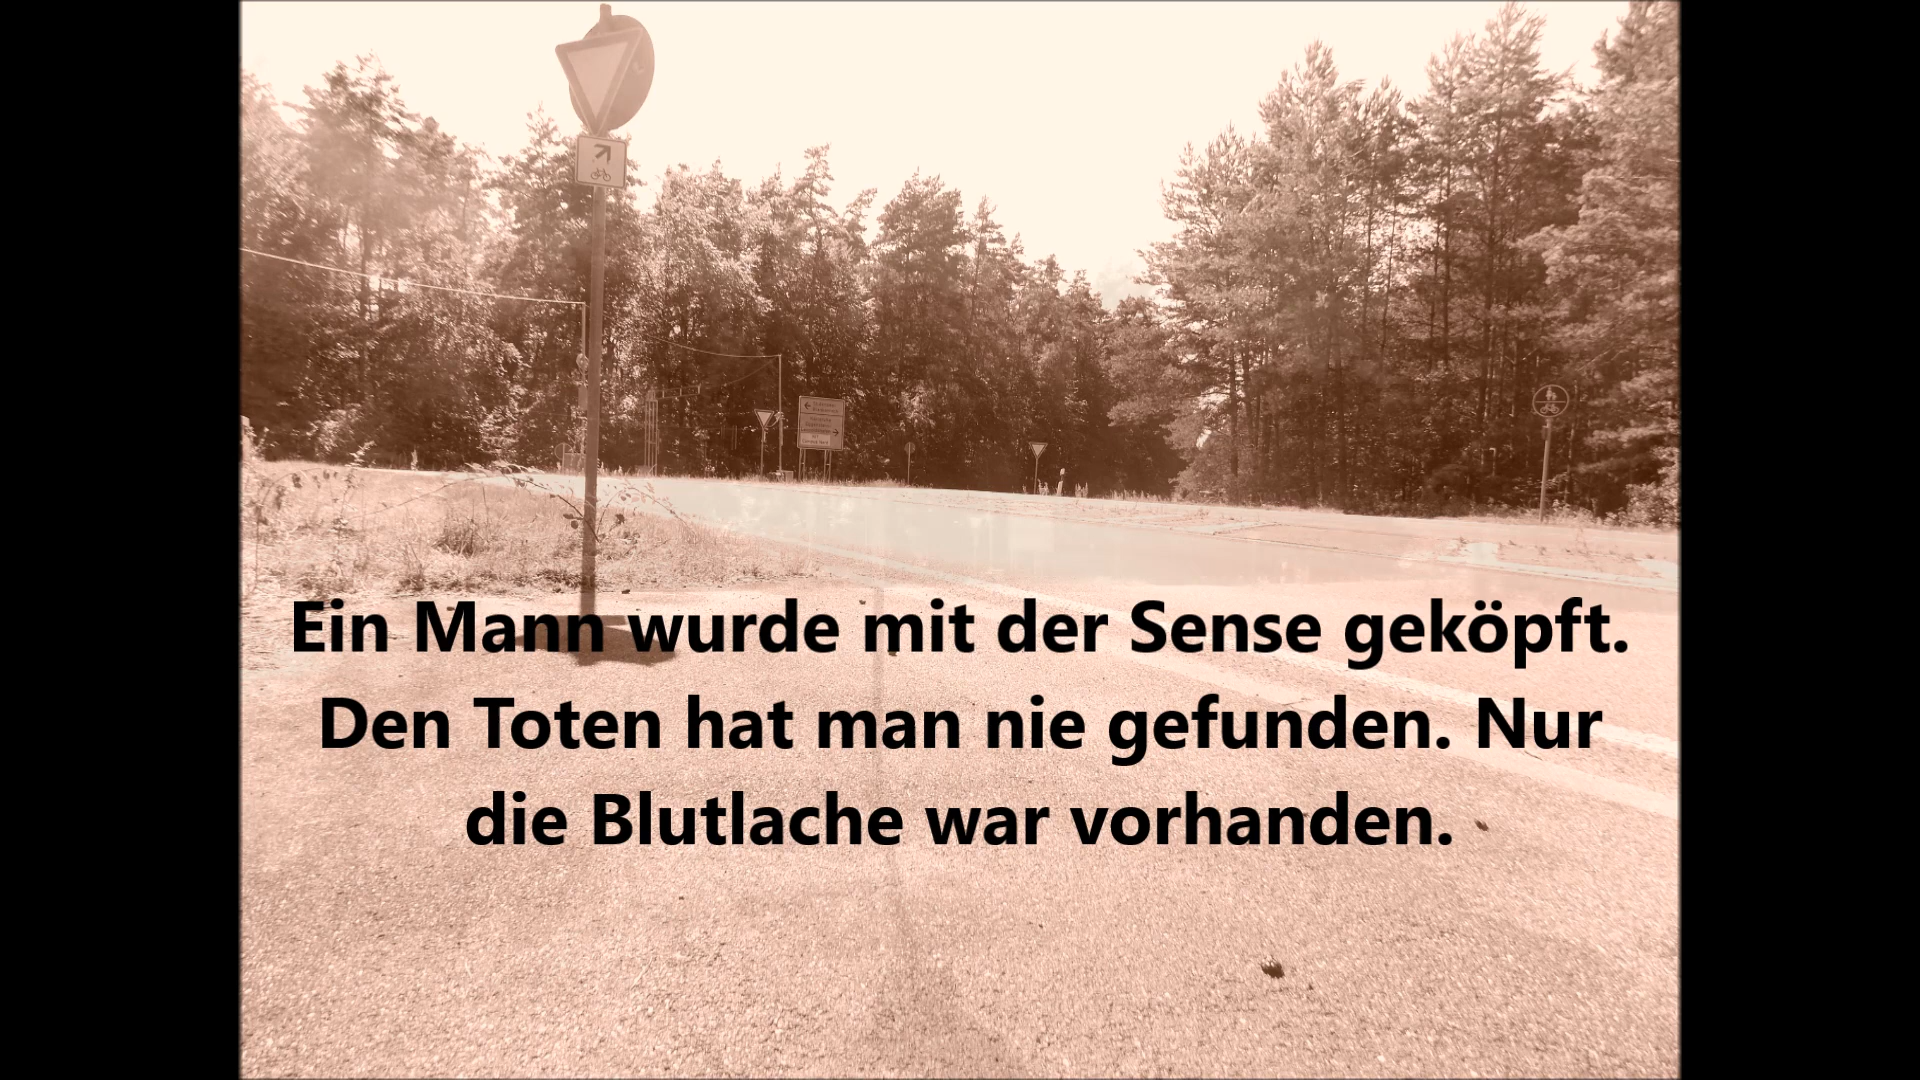 Ein Mann wurde mit der Sense geköpft.
Den Toten hat man nie gefunden. Nur
die Blutlache war vorhanden.